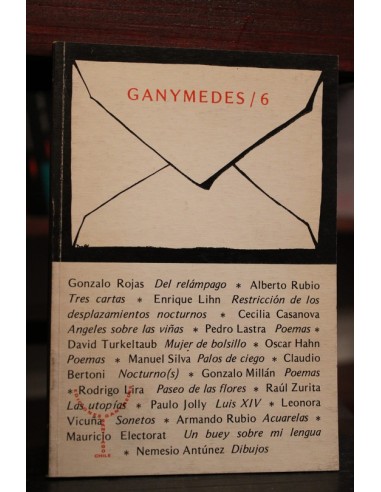 GANYMEDES / 6
Gonzalo Rojas Del relámpago * Alberto Rubio
Tres cartas * Enrique Lihn Restricción de los
desplazamientos nocturnos * Cecilia Casanova
Angeles sobre las viñas * Pedro Lastra Poemas *
David Turkeltaub Mujer de bolsillo * Oscar Hahn
Poemas * Manuel Silva Palos de ciego * Claudio
Bertoni Nocturno(s) * Gonzalo Millán Poemas
* Rodrigo Lira Paseo de las flores * Raúl Zurita
Las utopías * Paulo Jolly Luis XIV * Leonora
Vicuña Sonetos * Armando Rubio Acuarelas *
Mauricio Electorat Un buey sobre mi lengua
* Nemesio Antúnez Dibujos
CHILE